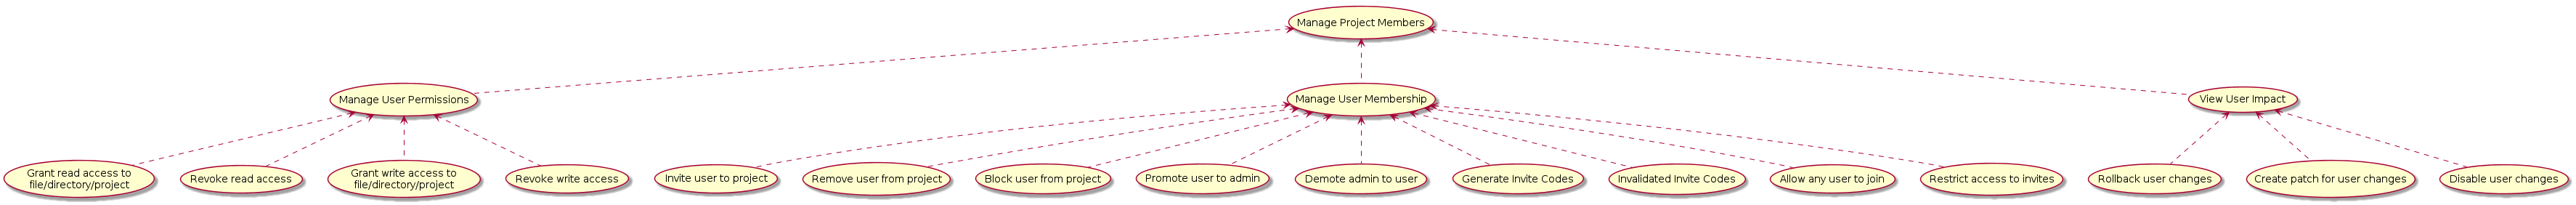 Manage Project Members
Manage User Permissions
Manage User Membership
View User Impact
Grant read access to
file/directory/project
Revoke read access
Grant write access to
file/directory/project
Revoke write access
Invite user to project
Remove user from project
Block user from project
Promote user to admin
Demote admin to user
Generate Invite Codes
Invalidated Invite Codes
Allow any user to join
Restrict access to invites
Rollback user changes
Create patch for user changes
Disable user changes